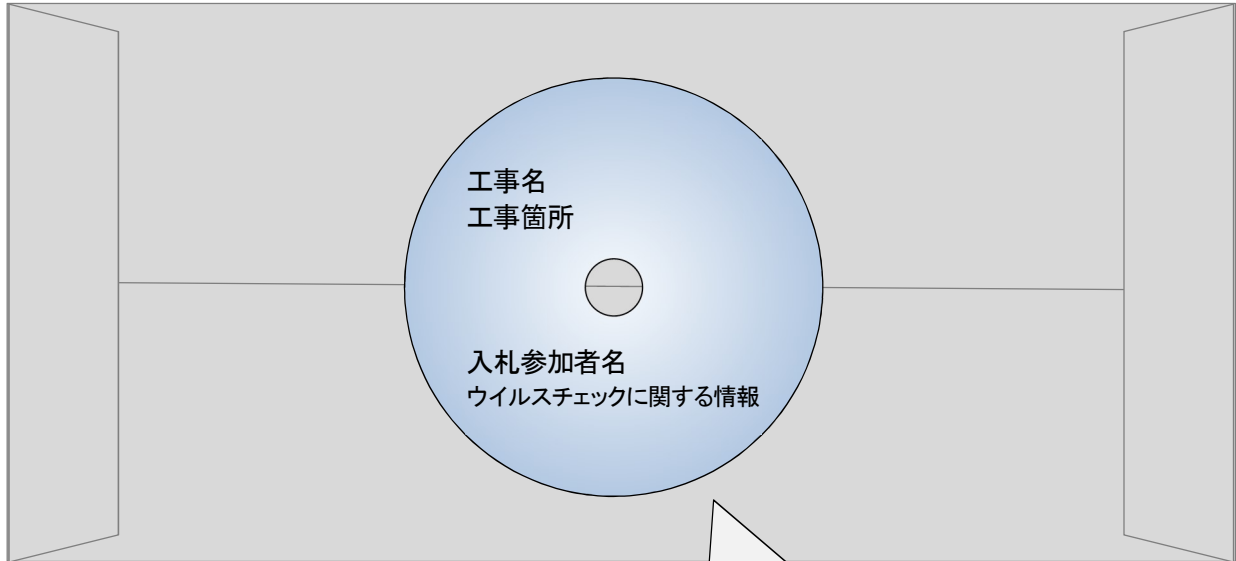 工事名
工事箇所
入札参加者名
ウイルスチェックに関する情報